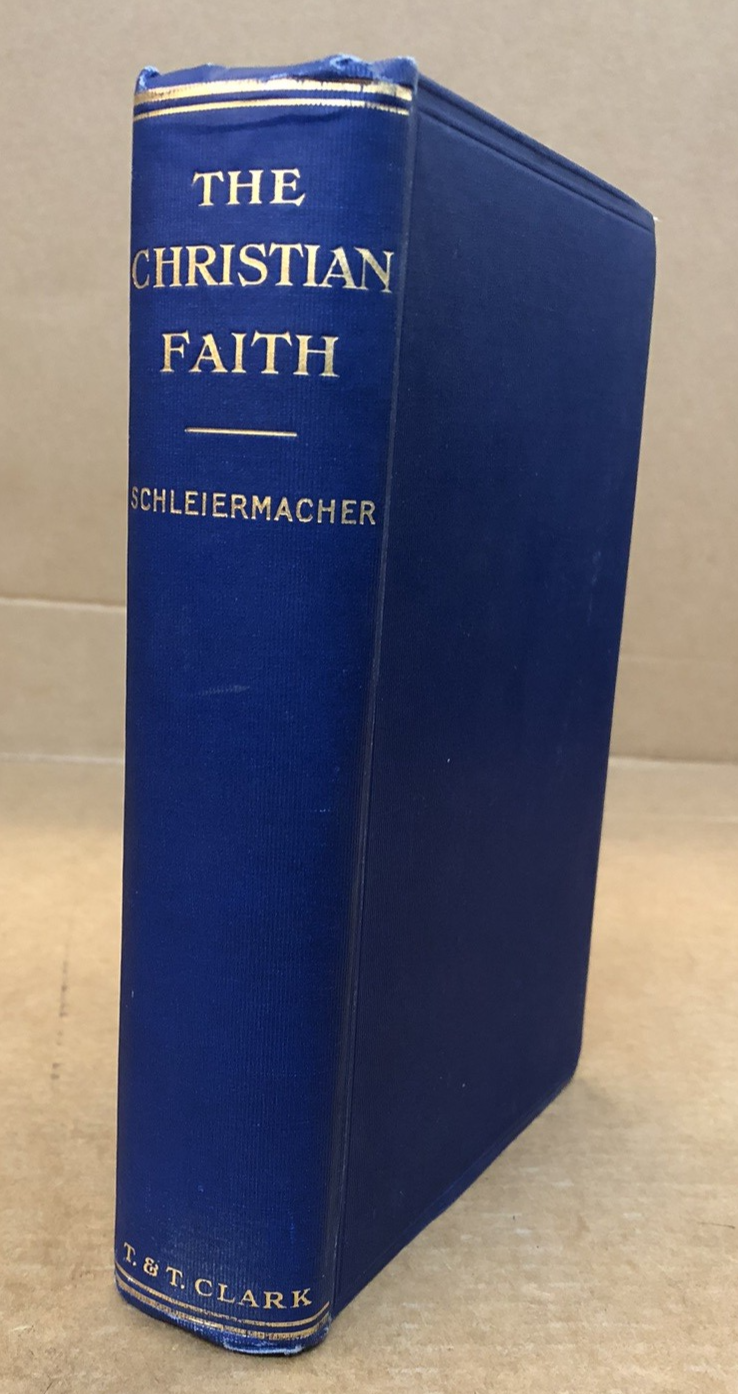 THE
CHRISTIAN
FAITH
SCHLEIERMACHER
T. & T. CLARK